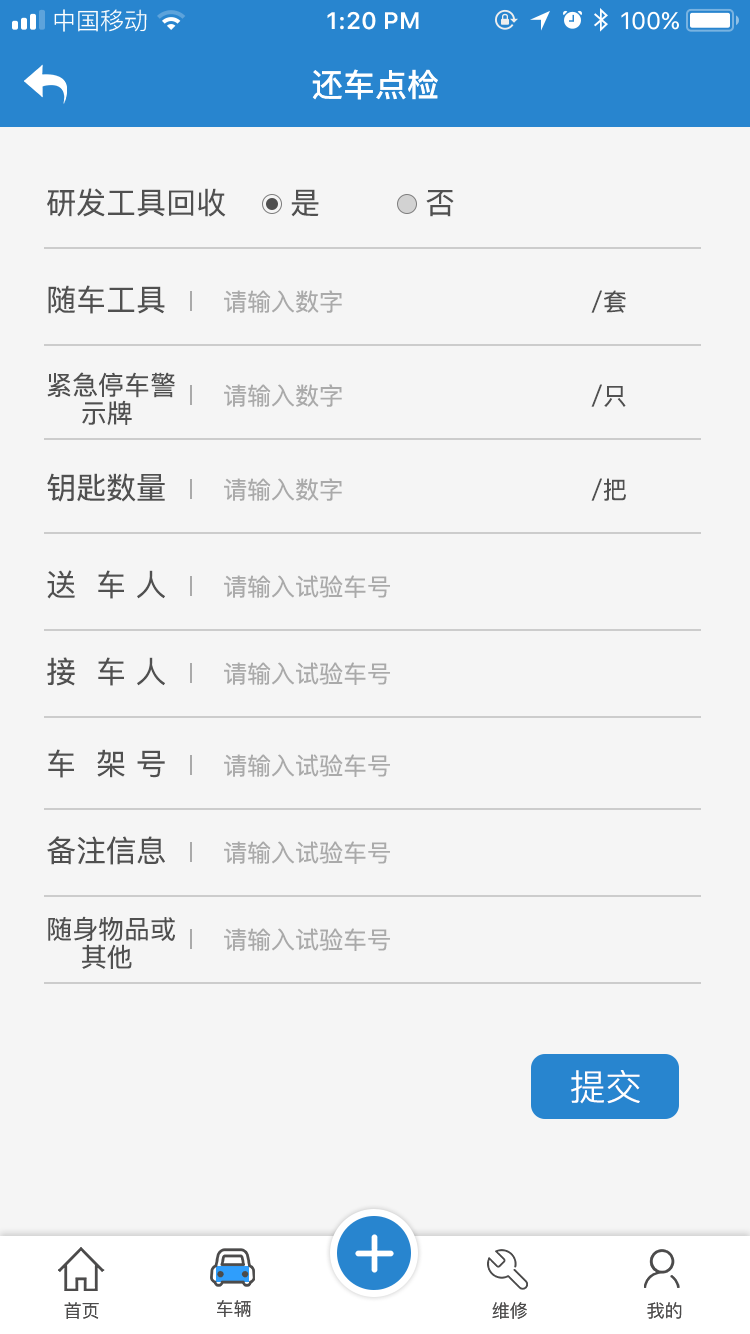 中国移动 1:20 PM 100%
还车点检
研发工具回收 是 否
随车工具 请输入数字 /套
紧急停车警
示牌 请输入数字 /只
钥匙数量 请输入数字 /把
送 车 人 请输入试验车号
接 车 人 请输入试验车号
车 架 号 请输入试验车号
备注信息 请输入试验车号
随身物品或
其他 请输入试验车号
提交
首页 车辆 维修 我的